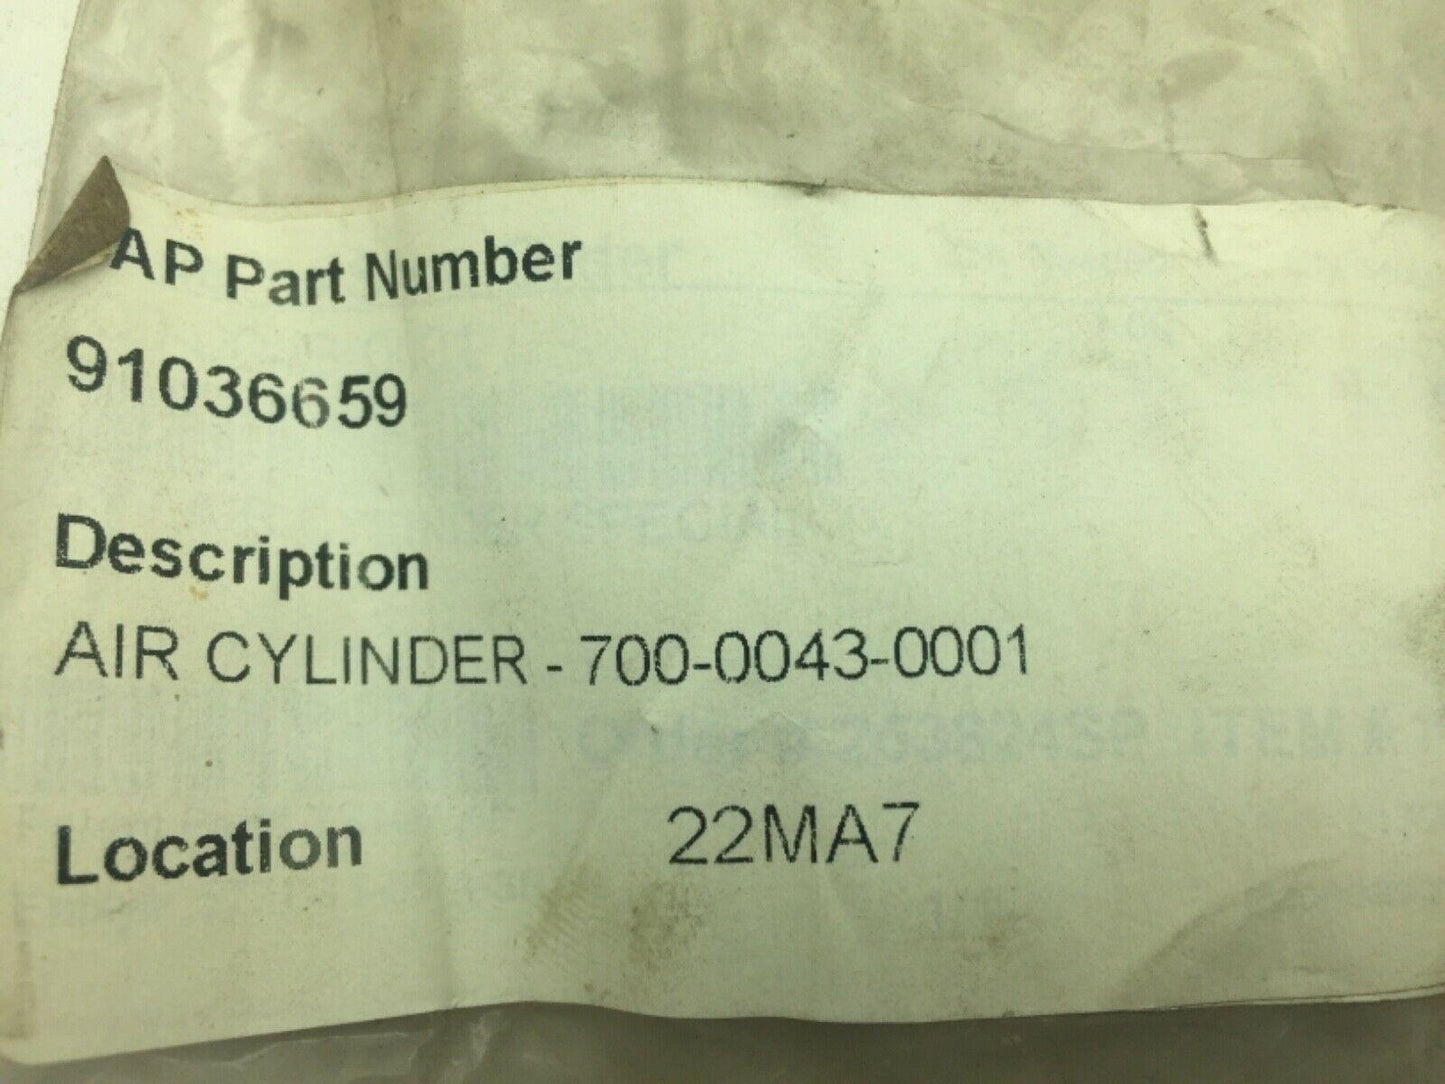 AP Part Number
91036659
Description
AIR CYLINDER - 700-0043-0001
Location 22MA7